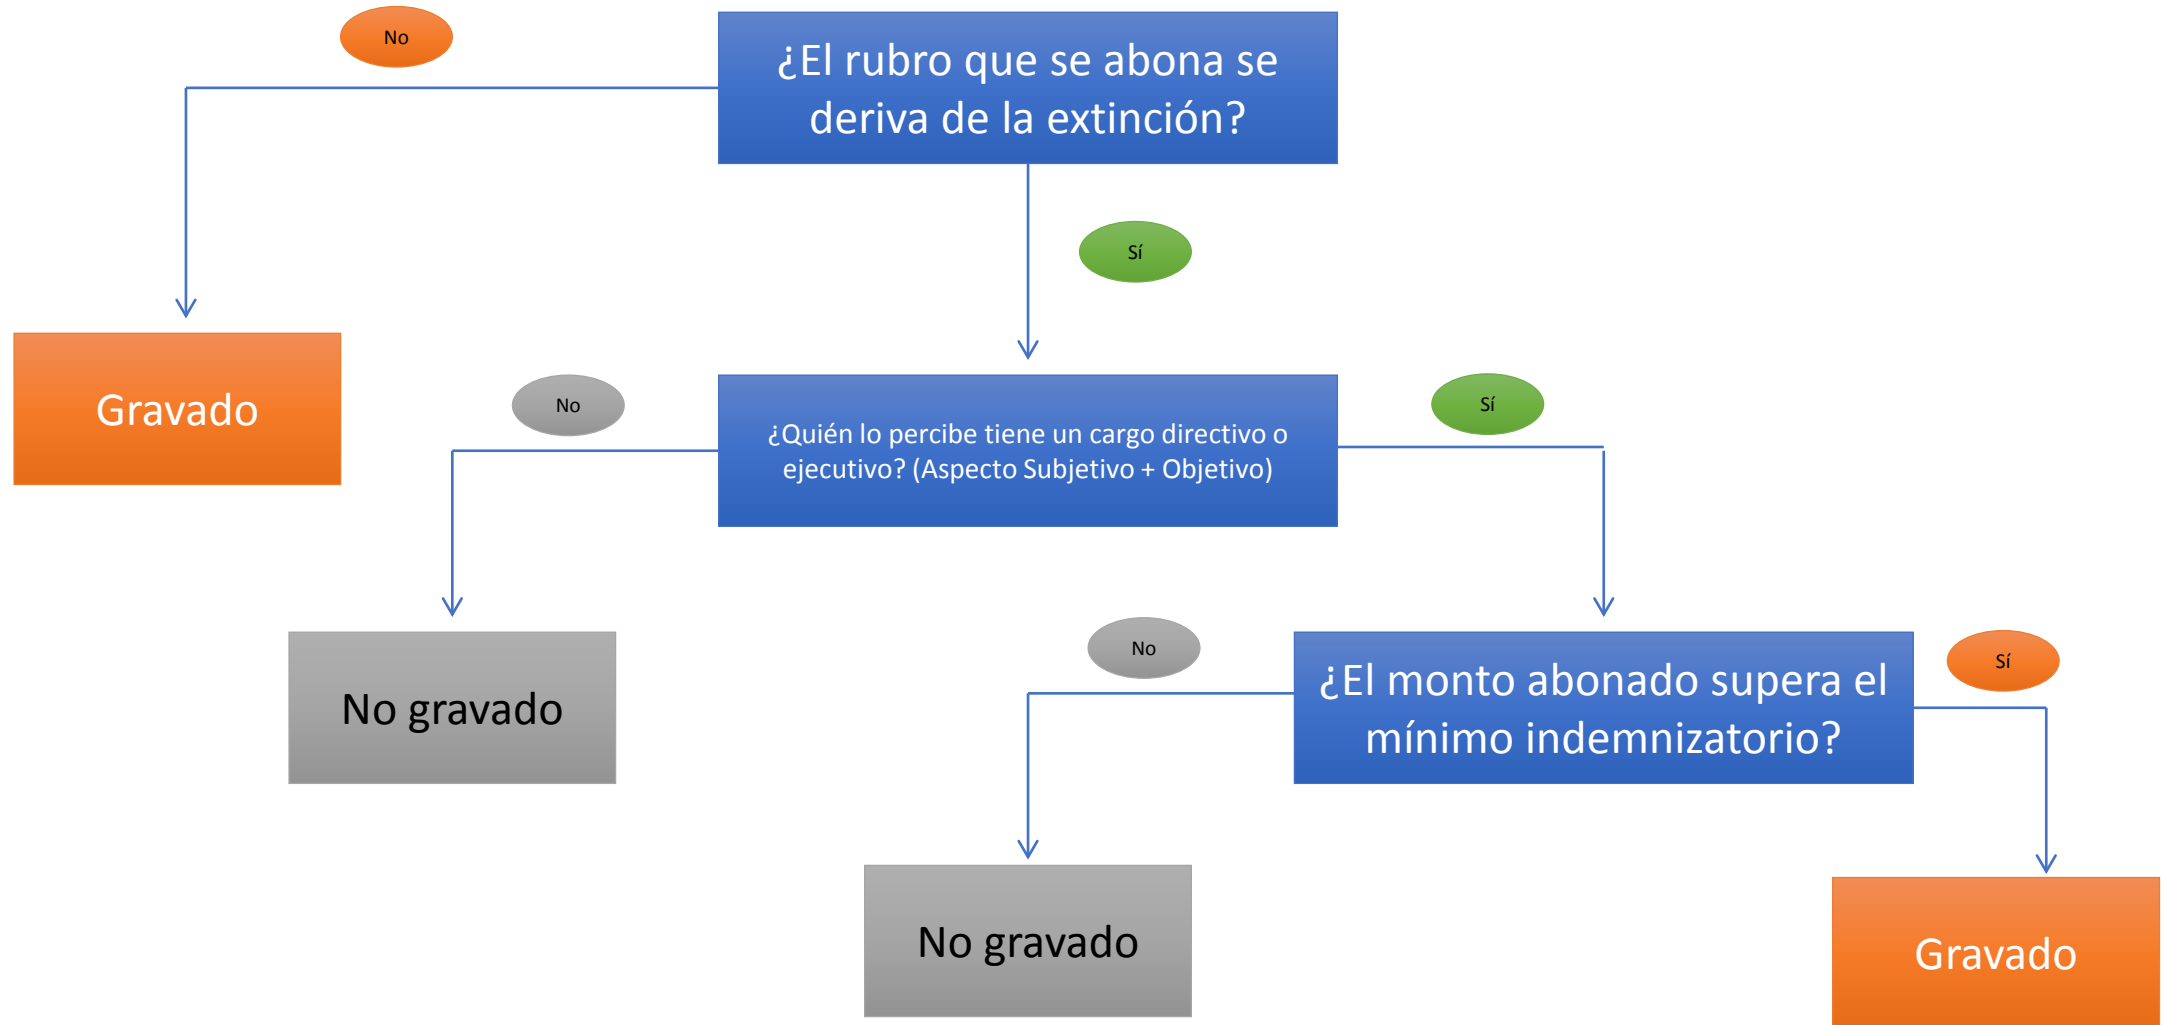 No
¿El rubro que se abona se
deriva de la extinción?
Sí
Gravado
No
¿Quién lo percibe tiene un cargo directivo o
ejecutivo? (Aspecto Subjetivo + Objetivo)
Sí
No gravado
No
¿El monto abonado supera el
mínimo indemnizatorio?
Sí
No gravado
Gravado